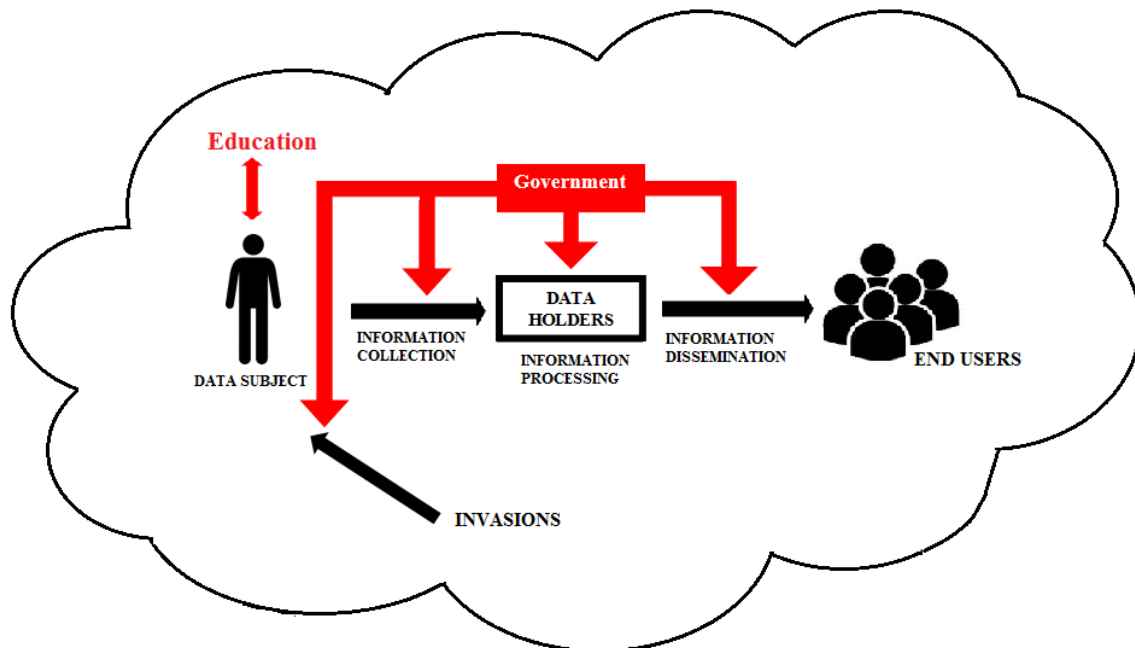 Education
Government
DATA
HOLDERS
INFORMATION
COLLECTION
INFORMATION
PROCESSING
INFORMATION
DISSEMINATION
END USERS
DATA SUBJECT
INVASIONS